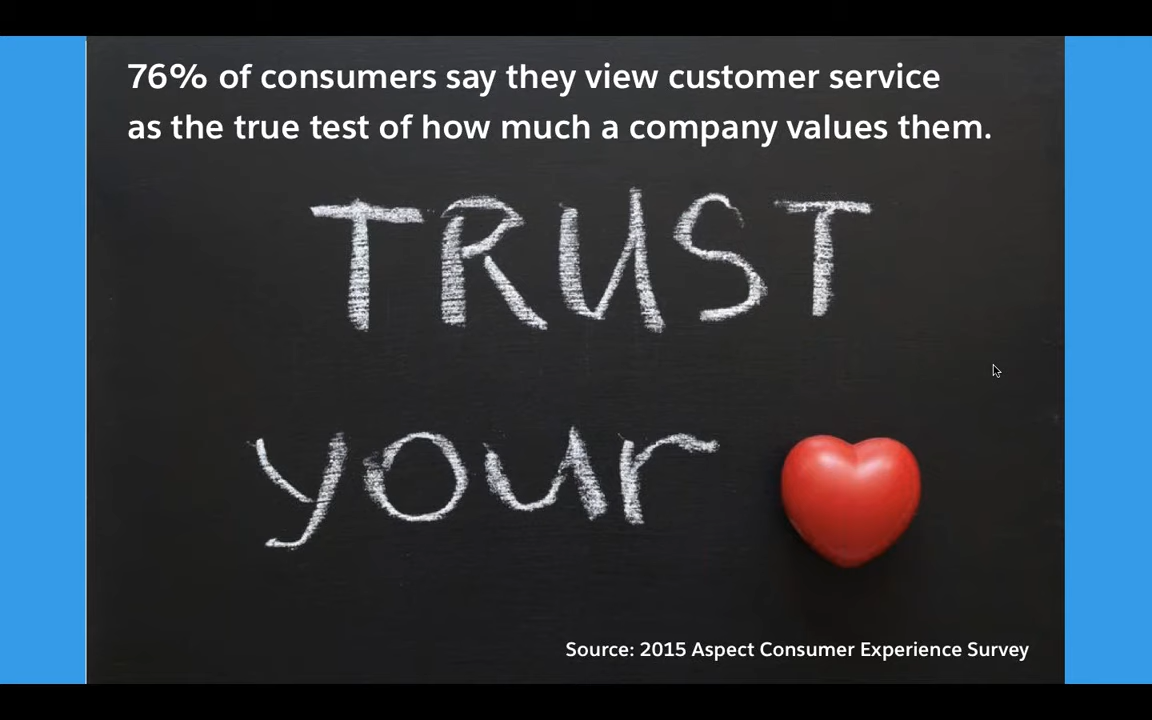 76% of consumers say they view customer service
as the true test of how much a company values them.
TRUST
your
Source: 2015 Aspect Consumer Experience Survey